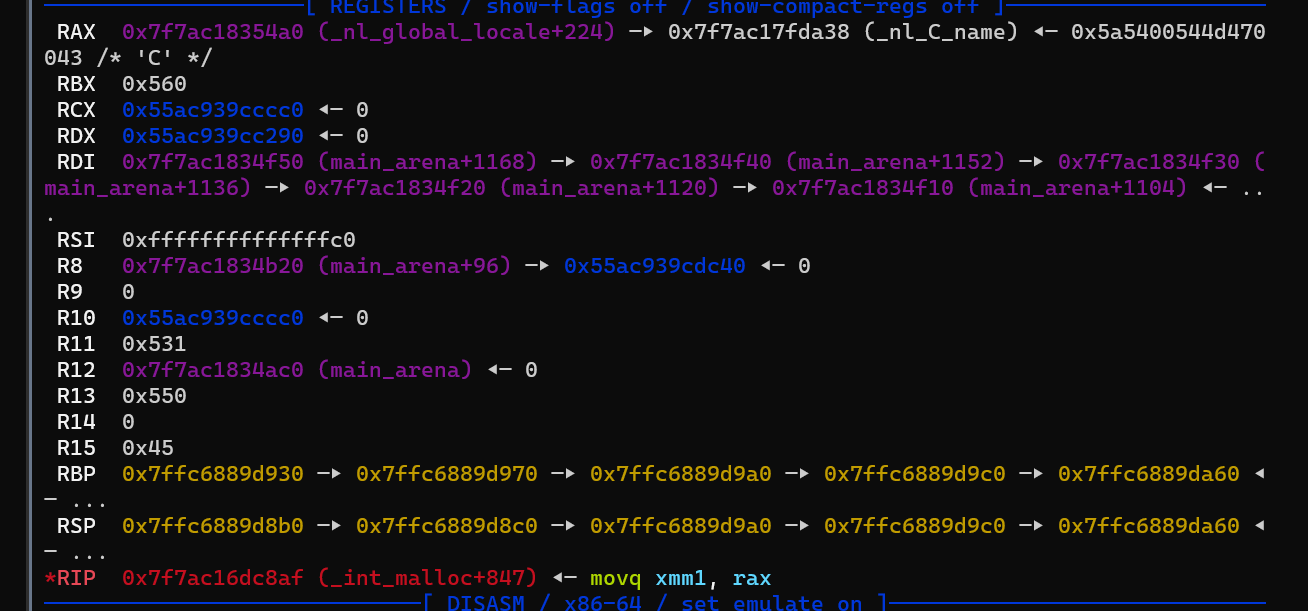 [ REGISTERS / show-flags off / show-compact-regs off ]
RAX  0x7f7ac18354a0 (_nl_global_locale+224) —▸ 0x7f7ac17fda38 (_nl_C_name) ◂— 0x5a5400544d470
043 /* 'C' */
RBX  0x560
RCX  0x55ac939cccc0 ◂— 0
RDX  0x55ac939cc290 ◂— 0
RDI  0x7f7ac1834f50 (main_arena+1168) —▸ 0x7f7ac1834f40 (main_arena+1152) —▸ 0x7f7ac1834f30 (
main_arena+1136) —▸ 0x7f7ac1834f20 (main_arena+1120) —▸ 0x7f7ac1834f10 (main_arena+1104) ◂— ..
.
RSI  0xffffffffffffffc0
R8   0x7f7ac1834b20 (main_arena+96) —▸ 0x55ac939cdc40 ◂— 0
R9   0
R10  0x55ac939cccc0 ◂— 0
R11  0x531
R12  0x7f7ac1834ac0 (main_arena) ◂— 0
R13  0x550
R14  0
R15  0x45
RBP  0x7ffc6889d930 —▸ 0x7ffc6889d970 —▸ 0x7ffc6889d9a0 —▸ 0x7ffc6889d9c0 —▸ 0x7ffc6889da60 ◂
— ...
RSP  0x7ffc6889d8b0 —▸ 0x7ffc6889d8c0 —▸ 0x7ffc6889d9a0 —▸ 0x7ffc6889d9c0 —▸ 0x7ffc6889da60 ◂
— ...
*RIP  0x7f7ac16dc8af (_int_malloc+847) ◂— movq xmm1, rax
[ DISASM / x86-64 / set emulate on ]